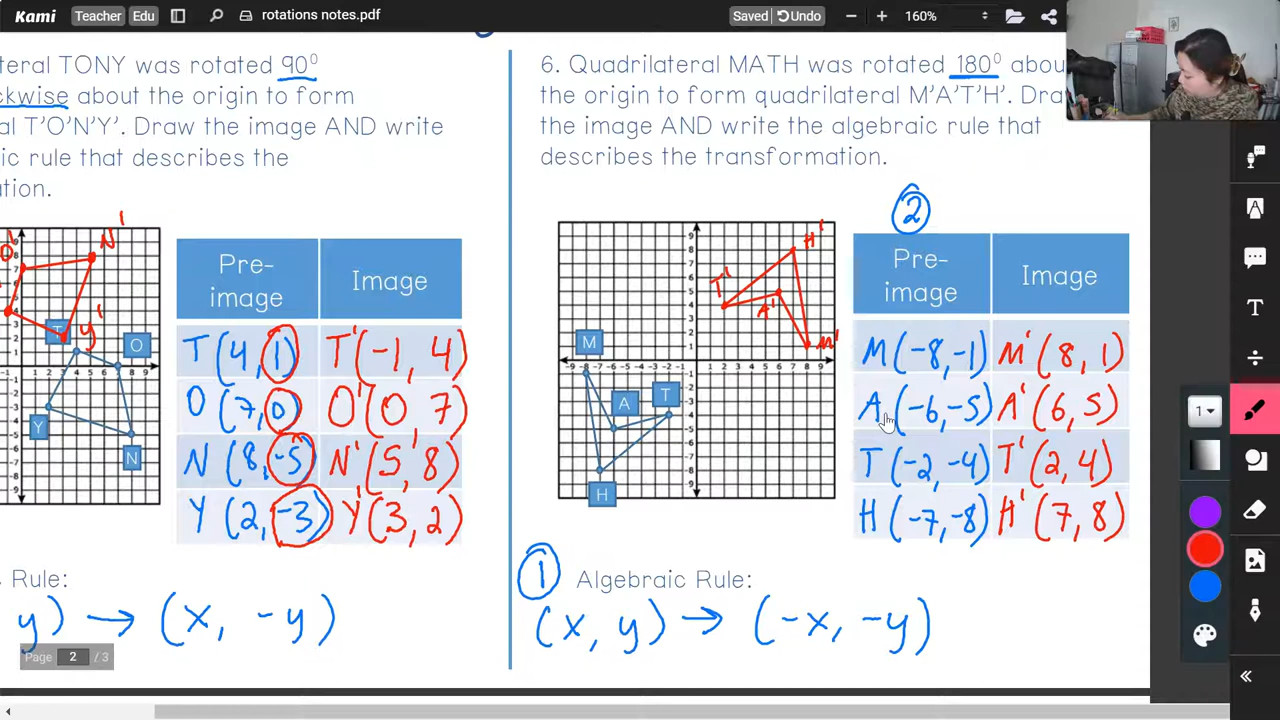 Kami Teacher Edu rotations notes.pdf Saved Undo 160%
teral TONY was rotated 90°
ckwise about the origin to form
al T'O'N'Y'. Draw the image AND write
ic rule that describes the
ation.
O' N' Y'
T O Y N
Pre-image Image
T(4, 1) T'(-1, 4)
O(7, 0) O'(0, 7)
N(8, -5) N'(5, 8)
Y(2, -3) Y'(3, 2)
Rule:
y) → (x, -y)
6. Quadrilateral MATH was rotated 180° abou
the origin to form quadrilateral M'A'T'H'. Dra
the image AND write the algebraic rule that
describes the transformation.
2
H' T' A' M'
M A T H
Pre-image Image
M(-8, -1) M'(8, 1)
A(-6, -5) A'(6, 5)
T(-2, -4) T'(2, 4)
H(-7, -8) H'(7, 8)
1 Algebraic Rule:
(x, y) → (-x, -y)
Page 2 / 3
1